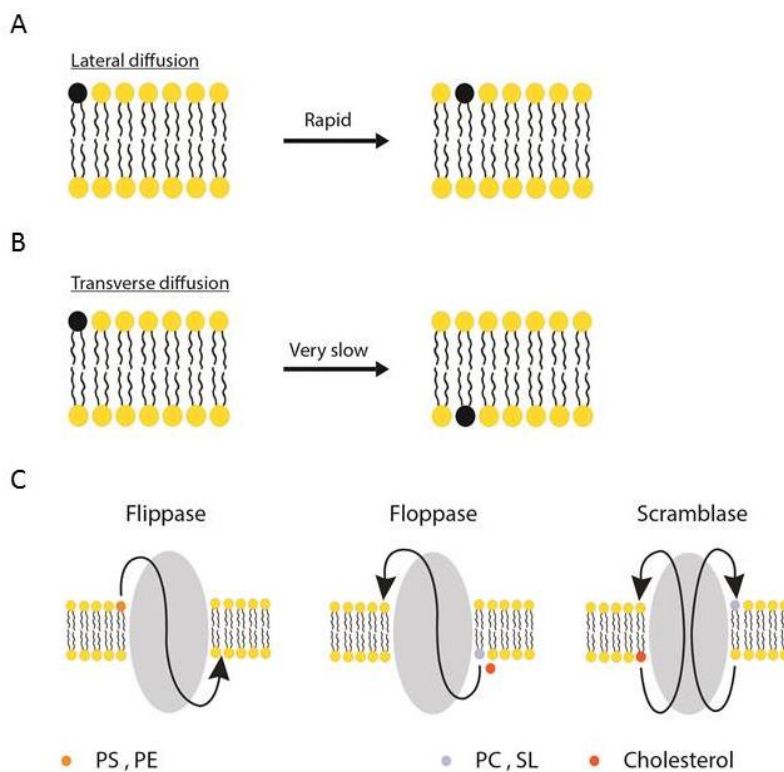 A
Lateral diffusion
Rapid
B
Transverse diffusion
Very slow
C
Flippase Floppase Scramblase
PS , PE PC, SL Cholesterol